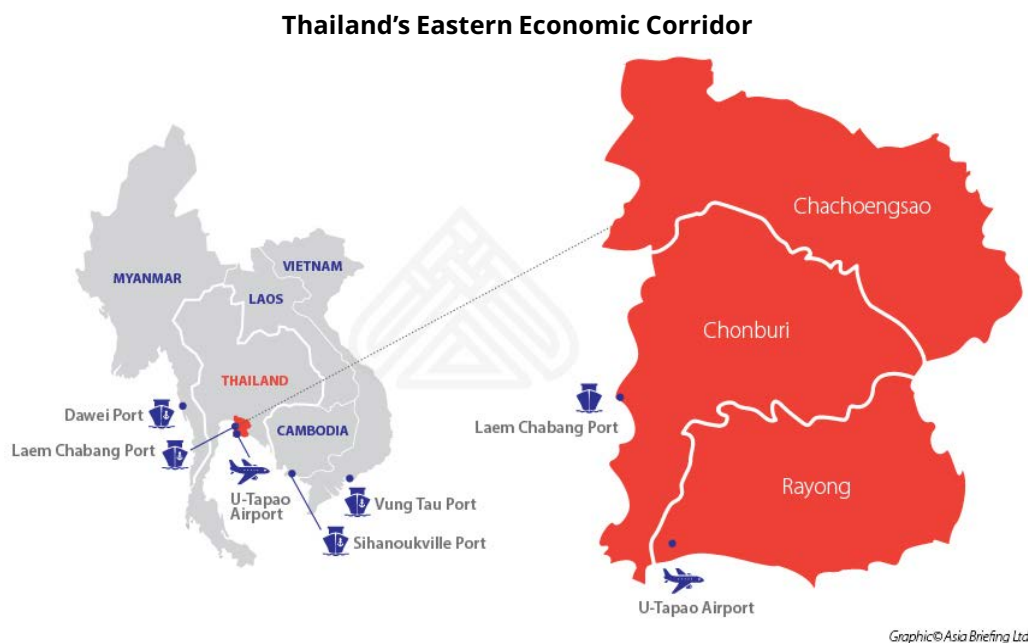 Thailand's Eastern Economic Corridor
MYANMAR
VIETNAM
LAOS
THAILAND
CAMBODIA
Dawei Port
Laem Chabang Port
U-Tapao
Airport
Vung Tau Port
Sihanoukville Port
Chachoengsao
Chonburi
Laem Chabang Port
Rayong
U-Tapao Airport
Graphic© Asia Briefing Ltd